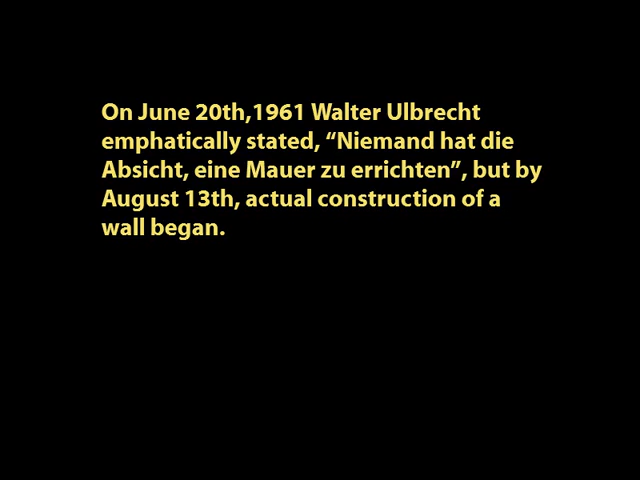 On June 20th,1961 Walter Ulbrecht
emphatically stated, “Niemand hat die
Absicht, eine Mauer zu errichten”, but by
August 13th, actual construction of a
wall began.